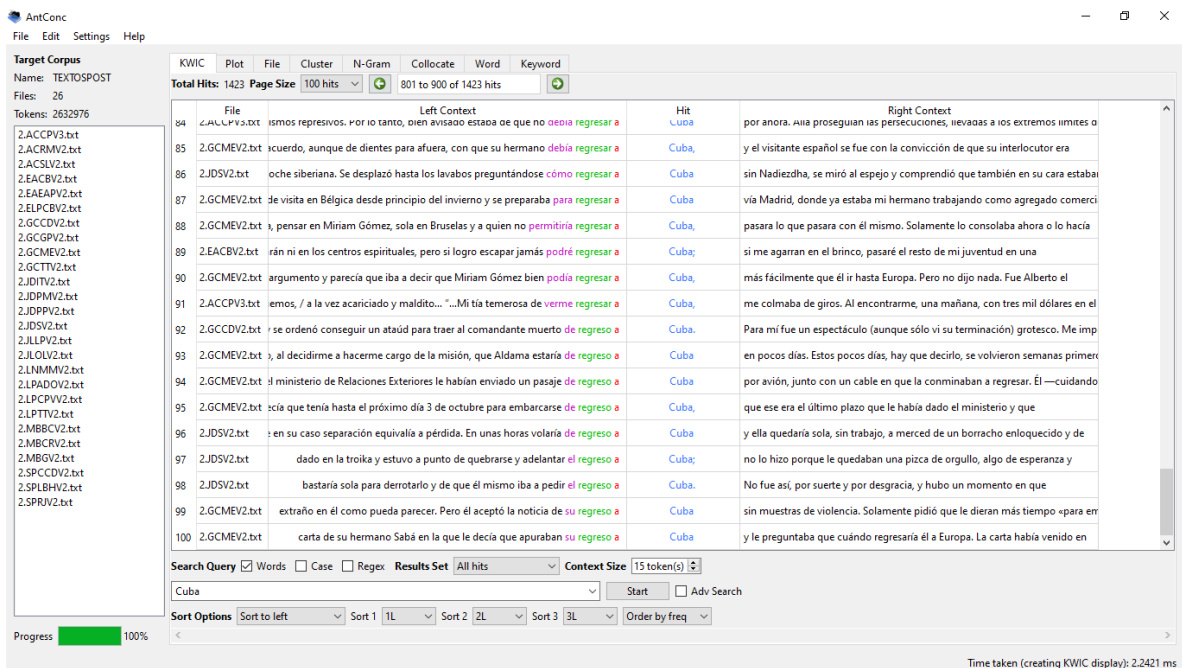 AntConc
File Edit Settings Help
Target Corpus
Name: TEXTOSPOST
Files: 26
Tokens: 2632976
2.ACCPV3.txt
2.ACRMV2.txt
2.ACSLV2.txt
2.EACBV2.txt
2.EAEAPV2.txt
2.ELPCBV2.txt
2.GCCDV2.txt
2.GCGPV2.txt
2.GCMEV2.txt
2.GCTTV2.txt
2.JDITV2.txt
2.JDPMV2.txt
2.JDPPV2.txt
2.JDSV2.txt
2.JLLPV2.txt
2.JLOLV2.txt
2.LNMMV2.txt
2.LPADOV2.txt
2.LPCPVV2.txt
2.LPTTV2.txt
2.MBBCV2.txt
2.MBCRV2.txt
2.MBGV2.txt
2.SPCCDV2.txt
2.SPLBHV2.txt
2.SPRJV2.txt
Progress 100%
KWIC Plot File Cluster N-Gram Collocate Word Keyword
Total Hits: 1423 Page Size 100 hits 801 to 900 of 1423 hits
File Left Context Hit Right Context
84 2.ACCPV3.txt ismos represivos. Por lo tanto, bien avisado estaba de que no debía regresar a Cuba por ahora. Allá proseguían las persecuciones, llevadas a los extremos límites d
85 2.GCMEV2.txt acuerdo, aunque de dientes para afuera, con que su hermano debía regresar a Cuba, y el visitante español se fue con la convicción de que su interlocutor era
86 2.JDSV2.txt oche siberiana. Se desplazó hasta los lavabos preguntándose cómo regresar a Cuba sin Nadiezdha, se miró al espejo y comprendió que también en su cara estaba
87 2.GCMEV2.txt de visita en Bélgica desde principio del invierno y se preparaba para regresar a Cuba vía Madrid, donde ya estaba mi hermano trabajando como agregado comerci
88 2.GCMEV2.txt , pensar en Miriam Gómez, sola en Bruselas y a quien no permitiría regresar a Cuba, pasara lo que pasara con él mismo. Solamente lo consolaba ahora o lo hacía
89 2.EACBV2.txt rán ni en los centros espirituales, pero si logro escapar jamás podré regresar a Cuba; si me agarran en el brinco, pasaré el resto de mi juventud en una
90 2.GCMEV2.txt argumento y parecía que iba a decir que Miriam Gómez bien podía regresar a Cuba, más fácilmente que él ir hasta Europa. Pero no dijo nada. Fue Alberto el
91 2.ACCPV3.txt emos, / a la vez acariciado y maldito... "...Mi tía temerosa de verme regresar a Cuba, me colmaba de giros. Al encontrarme, una mañana, con tres mil dólares en el
92 2.GCCDV2.txt y se ordenó conseguir un ataúd para traer al comandante muerto de regreso a Cuba. Para mí fue un espectáculo (aunque sólo vi su terminación) grotesco. Me imp
93 2.GCMEV2.txt , al decidirme a hacerme cargo de la misión, que Aldama estaría de regreso a Cuba en pocos días. Estos pocos días, hay que decirlo, se volvieron semanas primero
94 2.GCMEV2.txt el ministerio de Relaciones Exteriores le habían enviado un pasaje de regreso a Cuba por avión, junto con un cable en que la conminaban a regresar. Él —cuidando
95 2.GCMEV2.txt ecía que tenía hasta el próximo día 3 de octubre para embarcarse de regreso a Cuba, que ese era el último plazo que le había dado el ministerio y que
96 2.JDSV2.txt e en su caso separación equivalía a pérdida. En unas horas volaría de regreso a Cuba y ella quedaría sola, sin trabajo, a merced de un borracho enloquecido y de
97 2.JDSV2.txt dado en la troika y estuvo a punto de quebrarse y adelantar el regreso a Cuba; no lo hizo porque le quedaban una pizca de orgullo, algo de esperanza y
98 2.JDSV2.txt bastaría sola para derrotarlo y de que él mismo iba a pedir el regreso a Cuba. No fue así, por suerte y por desgracia, y hubo un momento en que
99 2.GCMEV2.txt extraño en él como pueda parecer. Pero él aceptó la noticia de su regreso a Cuba sin muestras de violencia. Solamente pidió que le dieran más tiempo «para em
100 2.GCMEV2.txt carta de su hermano Sabá en la que le decía que apuraban su regreso a Cuba y le preguntaba que cuándo regresaría él a Europa. La carta había venido en
Search Query Words Case Regex Results Set All hits Context Size 15 token(s)
Cuba Start Adv Search
Sort Options Sort to left Sort 1 1L Sort 2 2L Sort 3 3L Order by freq
Time taken (creating KWIC display): 2.2421 ms